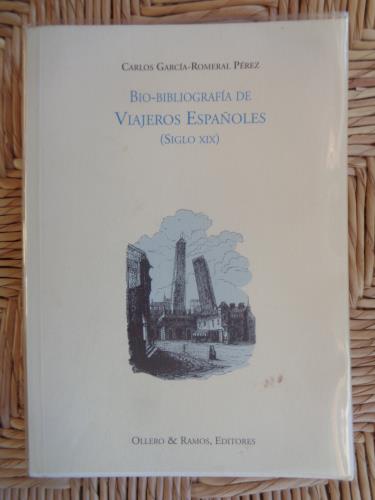 CARLOS GARCÍA-ROMERAL PÉREZ
BIO-BIBLIOGRAFÍA DE
VIAJEROS ESPAÑOLES
(SIGLO XIX)
OLLERO & RAMOS, EDITORES